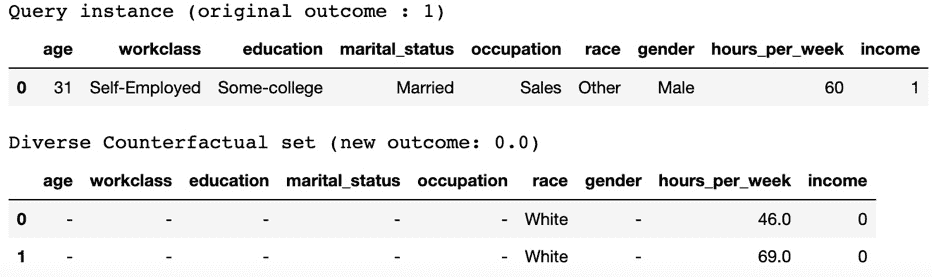 Query instance (original outcome : 1)
age workclass education marital_status occupation race gender hours_per_week income
0 31 Self-Employed Some-college Married Sales Other Male 60 1
Diverse Counterfactual set (new outcome: 0.0)
age workclass education marital_status occupation race gender hours_per_week income
0 - - - - - White - 46.0 0
1 - - - - - White - 69.0 0